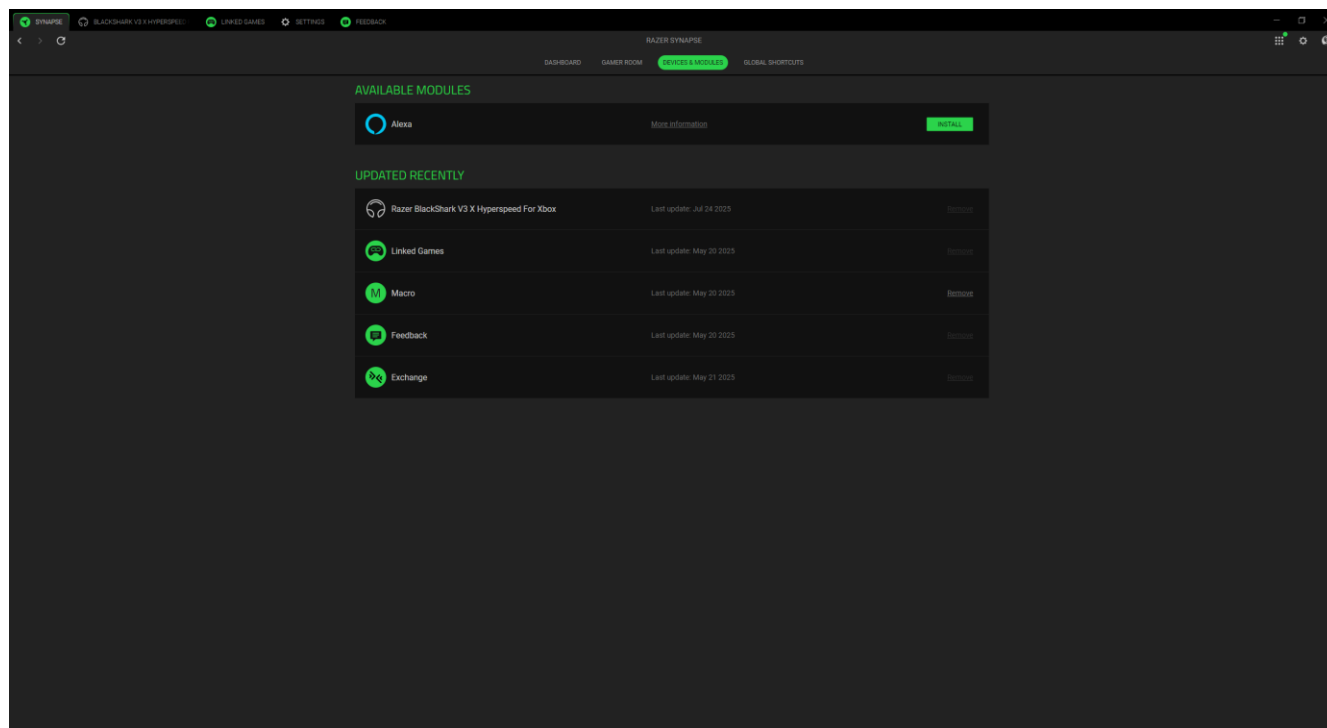 SYNAPSE BLACKSHARK V3 X HYPERSPEED LINKED GAMES SETTINGS FEEDBACK
RAZER SYNAPSE
DASHBOARD GAMER ROOM DEVICES & MODULES GLOBAL SHORTCUTS
AVAILABLE MODULES
Alexa More Information INSTALL
UPDATED RECENTLY
Razer BlackShark V3 X Hyperspeed For Xbox Last update: Jul 24 2025 Remove
Linked Games Last update: May 20 2025 Remove
M Macro Last update: May 20 2025 Remove
Feedback Last update: May 20 2025 Remove
Exchange Last update: May 21 2025 Remove